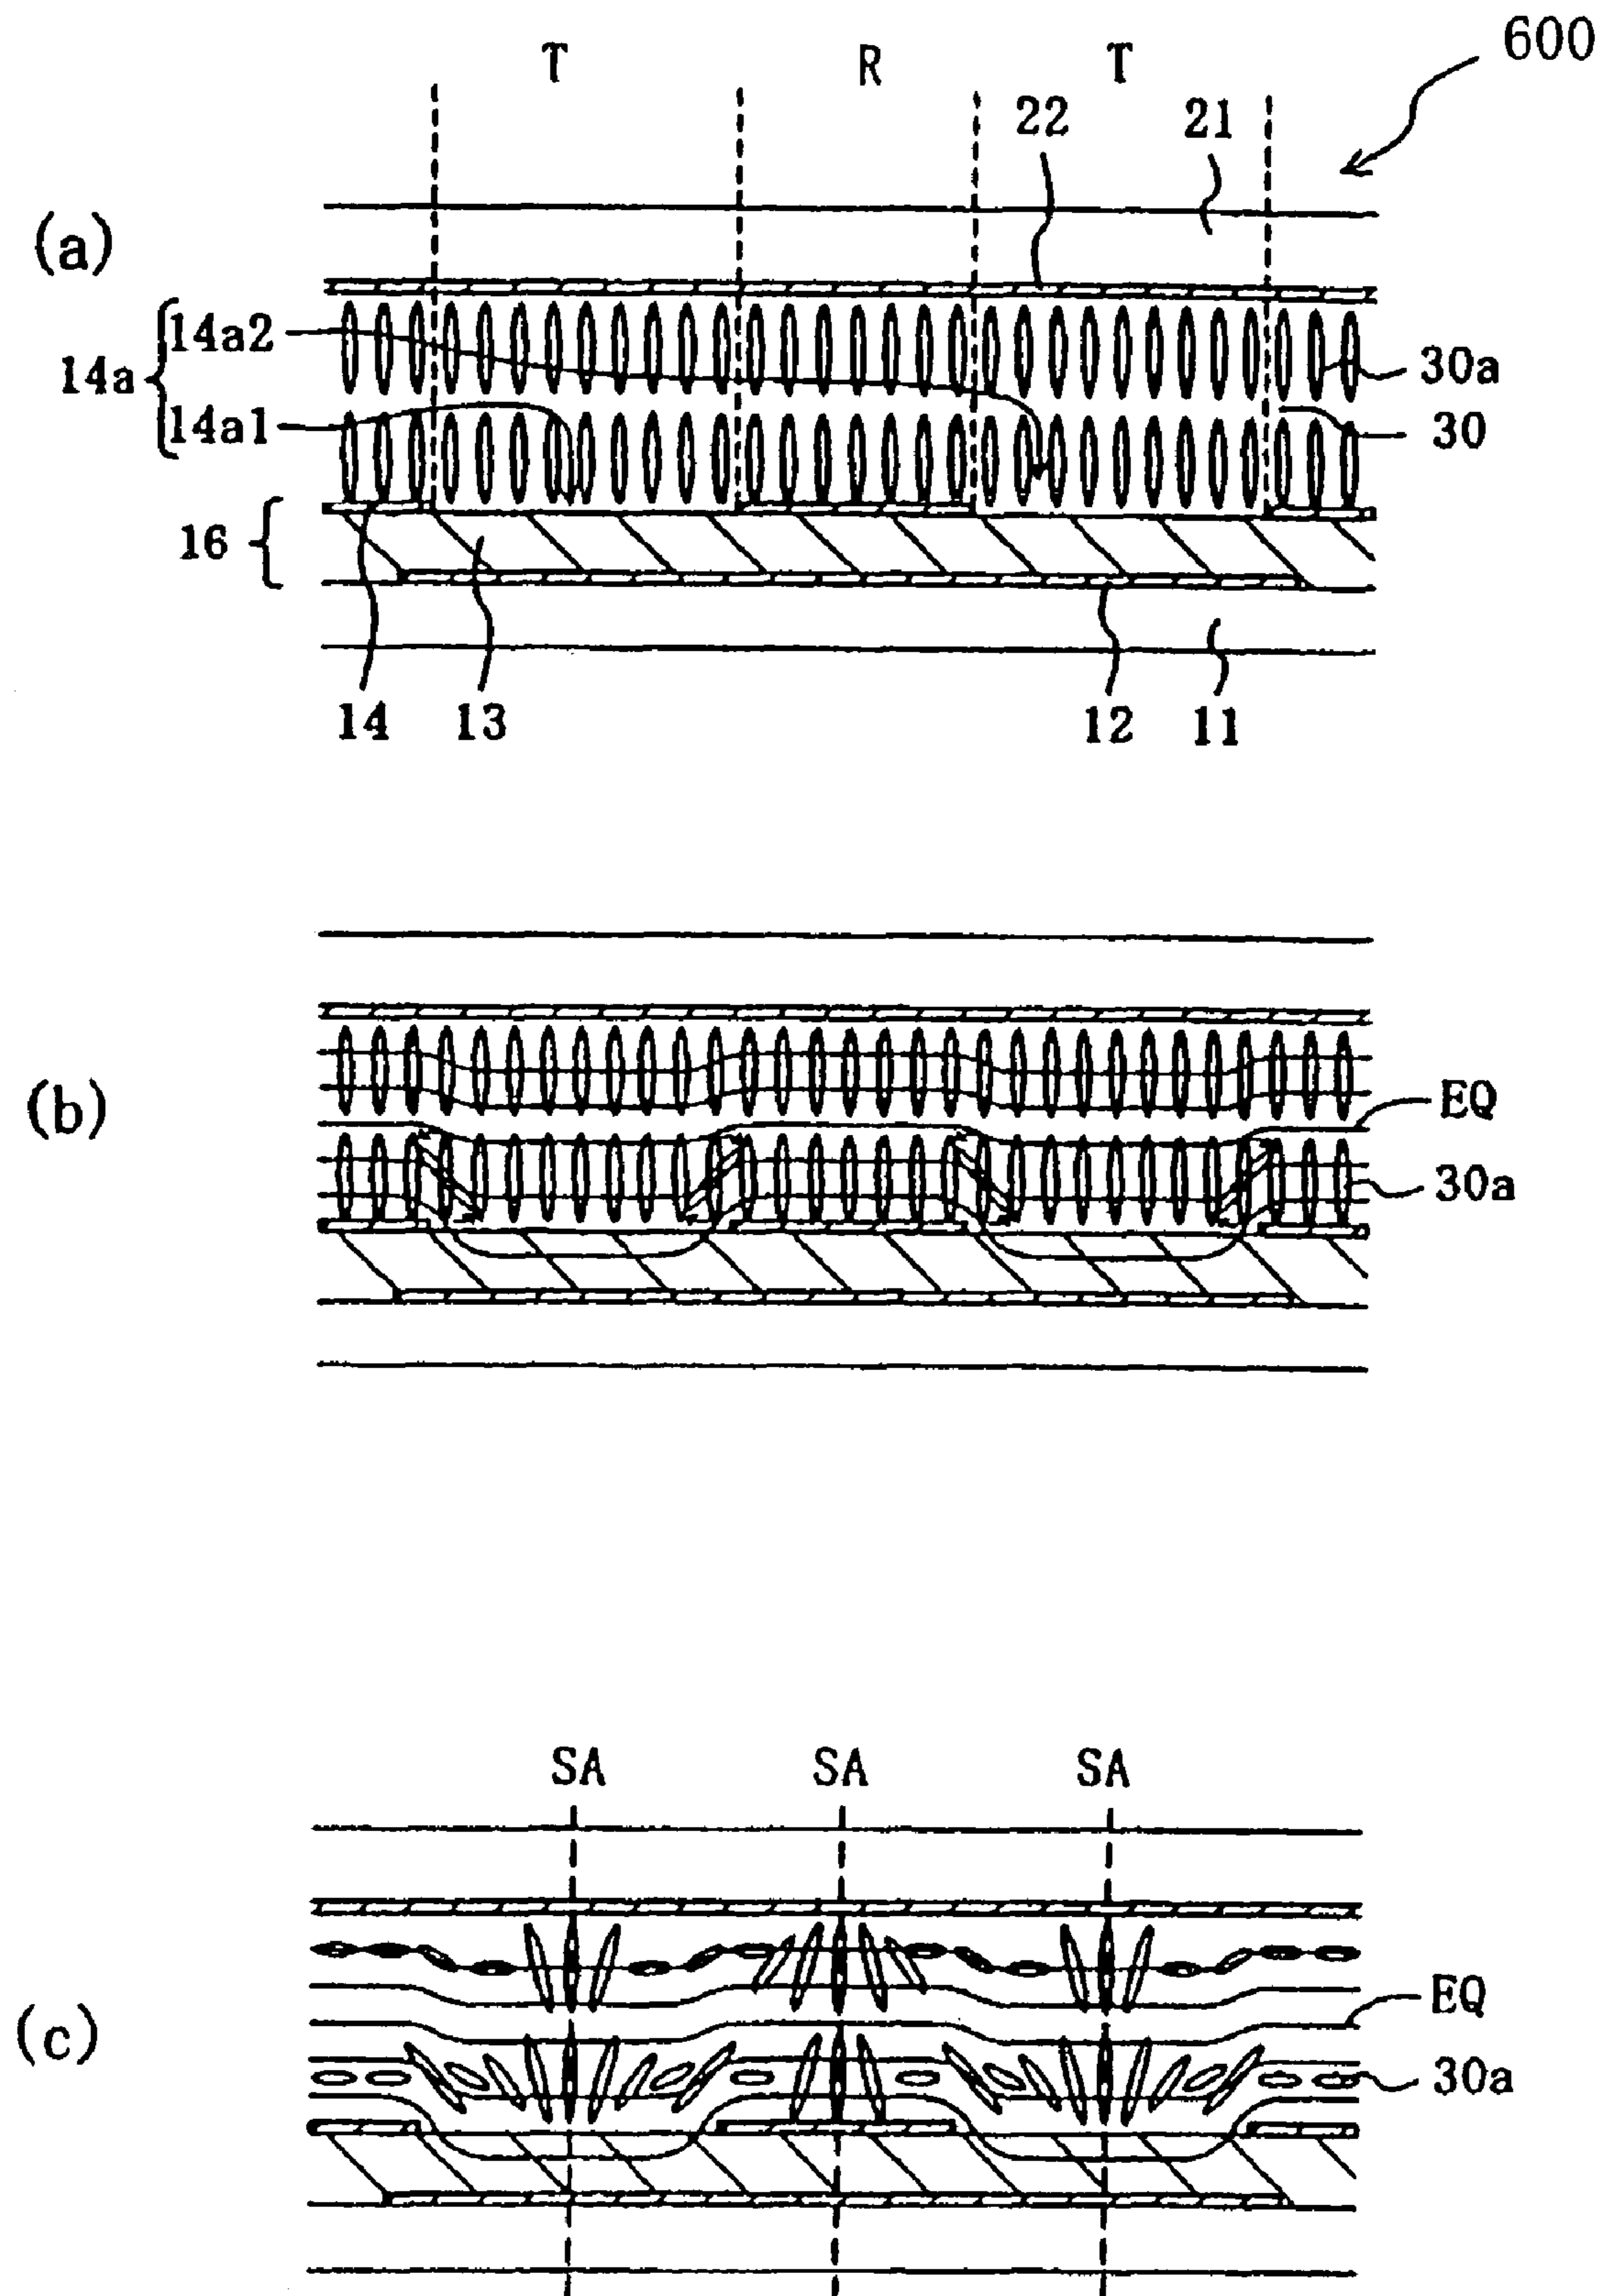 600
T R T
22 21
(a)
14a { 14a2
14a1
30a
30
16 {
14 13 12 11
(b)
EQ
30a
SA SA SA
(c)
EQ
30a